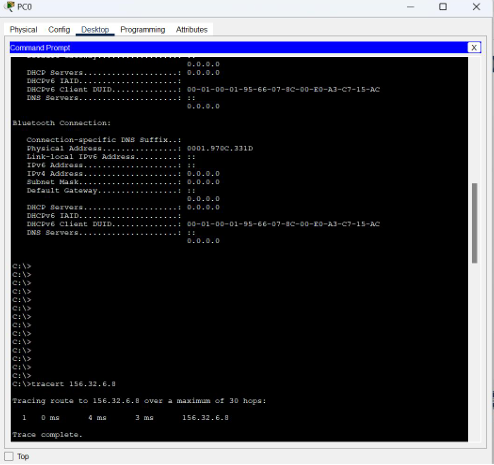 PC0
Physical Config Desktop Programming Attributes
Command Prompt X
0.0.0.0
DHCP Servers.....................: 0.0.0.0
DHCPv6 IAID......................:
DHCPv6 Client DUID...............: 00-01-00-01-95-66-07-8C-00-E0-A3-C7-15-AC
DNS Servers......................: ::
0.0.0.0
Bluetooth Connection:
Connection-specific DNS Suffix..:
Physical Address.................: 0001.970C.331D
Link-local IPv6 Address..........: ::
IPv6 Address.....................: ::
IPv4 Address.....................: 0.0.0.0
Subnet Mask......................: 0.0.0.0
Default Gateway..................: ::
0.0.0.0
DHCP Servers.....................: 0.0.0.0
DHCPv6 IAID......................:
DHCPv6 Client DUID...............: 00-01-00-01-95-66-07-8C-00-E0-A3-C7-15-AC
DNS Servers......................: ::
0.0.0.0
C:\>
C:\>
C:\>
C:\>
C:\>
C:\>
C:\>
C:\>
C:\>
C:\>
C:\>
C:\>
C:\>
C:\>
C:\>tracert 156.32.6.8
Tracing route to 156.32.6.8 over a maximum of 30 hops:
1 0 ms 4 ms 3 ms 156.32.6.8
Trace complete.
Top